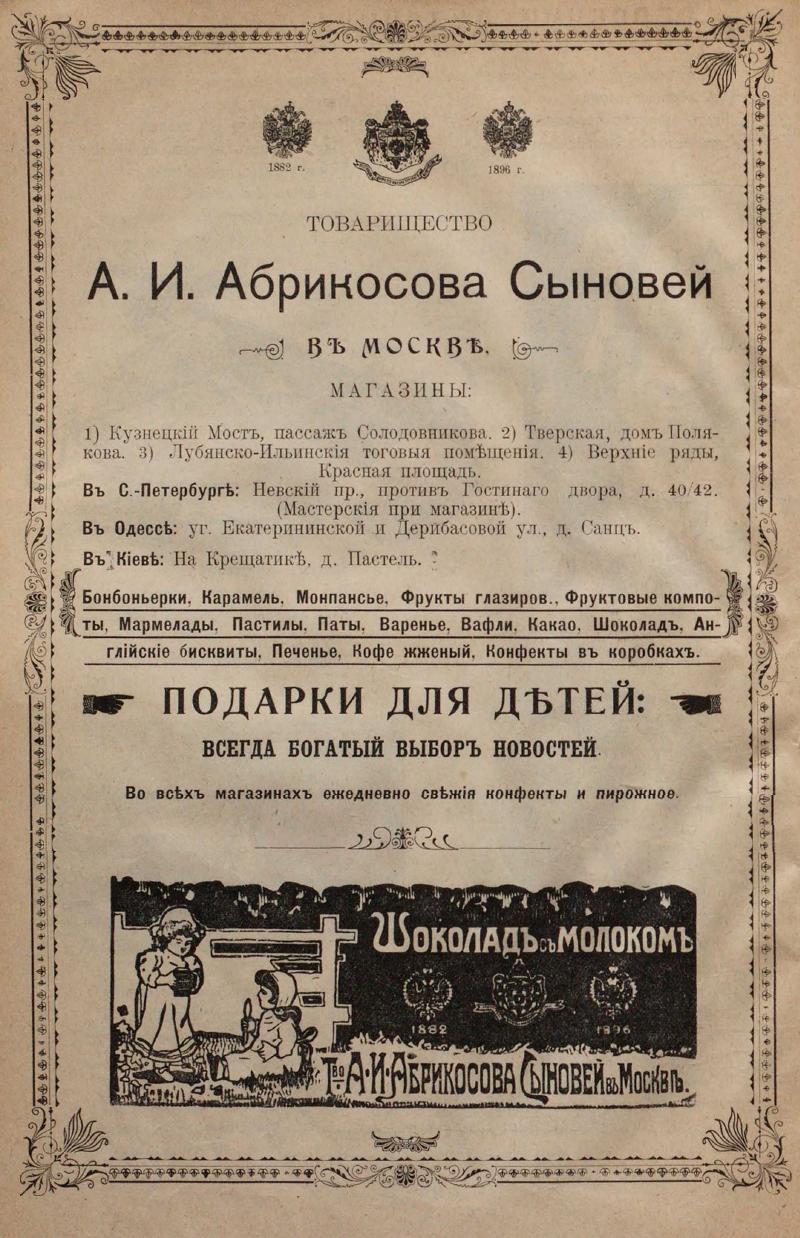 1882 г.
1896 г.
ТОВАРИЩЕСТВО
А. И. Абрикосова Сыновей
ВЪ МОСКВѢ.
МАГАЗИНЫ:
1) Кузнецкій Мостъ, пассажъ Солодовникова. 2) Тверская, домъ Поля-
кова. 3) Лубянско-Ильинскія тоговыя помѣщенія. 4) Верхніе ряды,
Красная площадь.
Въ С.-Петербургѣ: Невскій пр., противъ Гостинаго двора, д. 40/42.
(Мастерскія при магазинѣ).
Въ Одессѣ: уг. Екатерининской и Дерибасовой ул., д. Санцъ.
Въ Кіевѣ: На Крещатикѣ, д. Пастель.
Бонбоньерки, Карамель, Монпансье, Фрукты глазиров., Фруктовые компо-
ты, Мармелады, Пастилы, Паты, Варенье, Вафли, Какао, Шоколадъ, Ан-
глійскіе бисквиты, Печенье, Кофе жженый, Конфекты въ коробкахъ.
ПОДАРКИ ДЛЯ ДѢТЕЙ:
ВСЕГДА БОГАТЫЙ ВЫБОРЪ НОВОСТЕЙ.
Во всѣхъ магазинахъ ежедневно свѣжія конфекты и пирожное.
ШОКОЛАДЪ съ МОЛОКОМЪ
1882 1896
Т-во А·И·АБРИКОСОВА СЫНОВЕЙ въ МОСКВѢ.